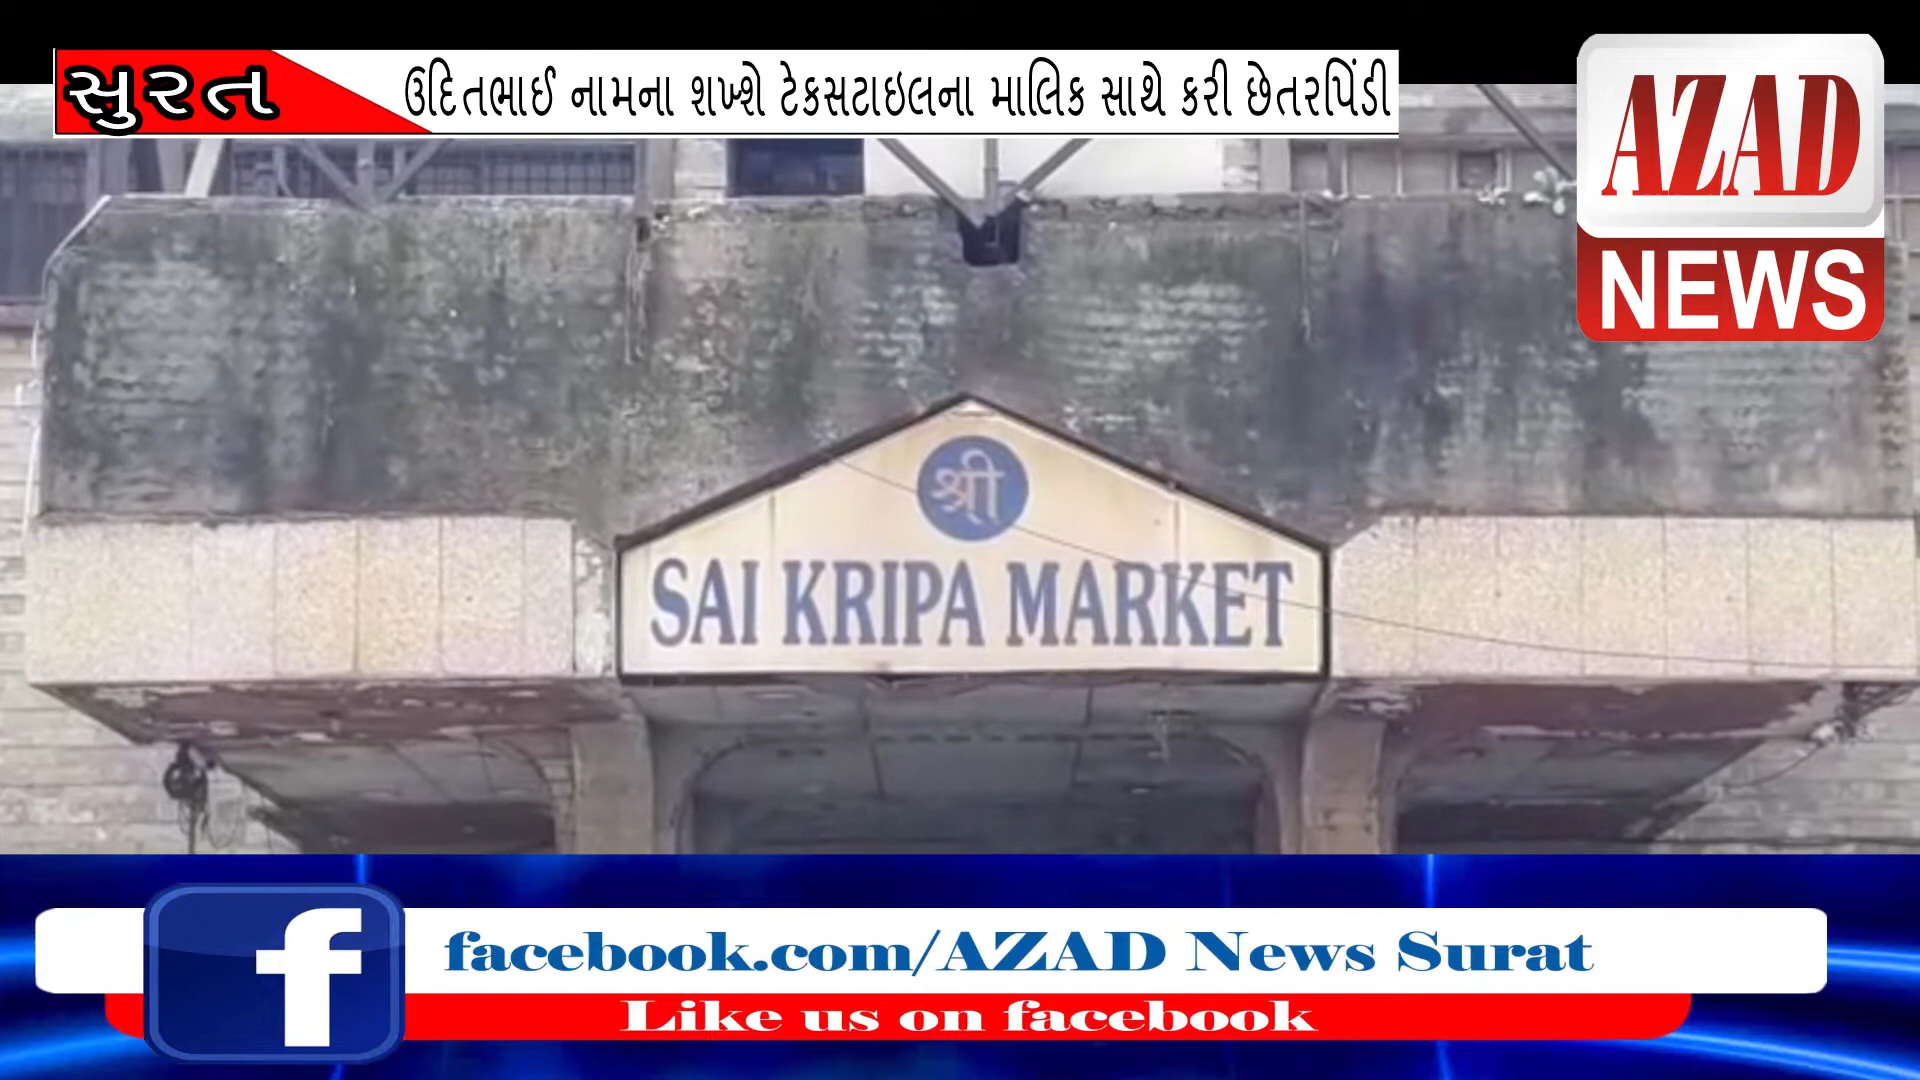 સુરત
ઉદિતભાઈ નામના શખ્શે ટેકસટાઇલના માલિક સાથે કરી છેતરપિંડી
AZAD
NEWS
श्री
SAI KRIPA MARKET
f
facebook.com/AZAD News Surat
Like us on facebook